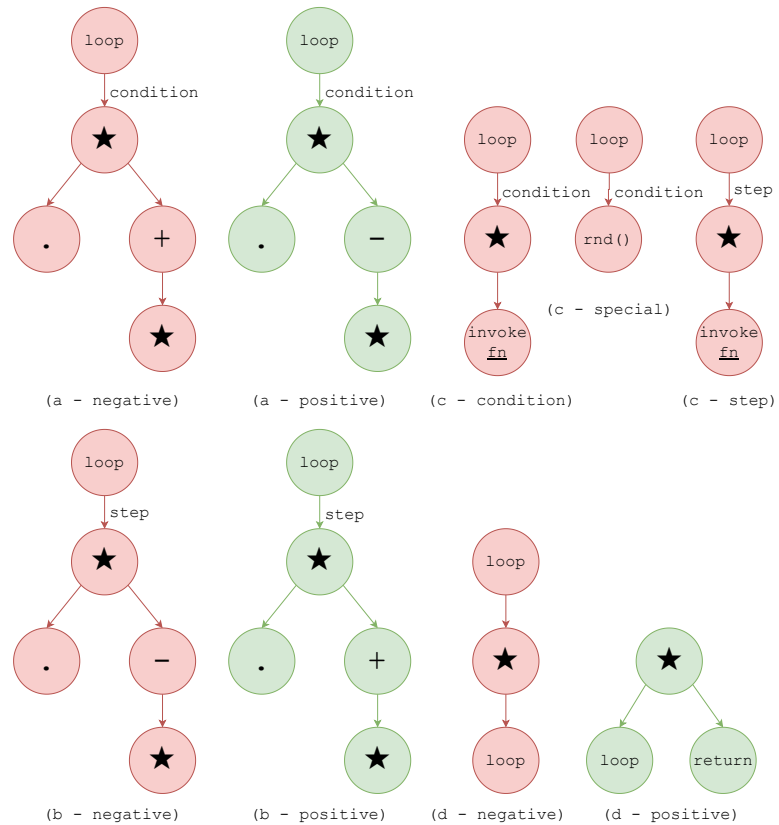 loop
condition
★
.
+
★
(a - negative)
loop
condition
★
.
−
★
(a - positive)
loop
condition
★
invoke
fn
(c - condition)
loop
condition
rnd()
(c - special)
loop
step
★
invoke
fn
(c - step)
loop
step
★
.
−
★
(b - negative)
loop
step
★
.
+
★
(b - positive)
loop
★
loop
(d - negative)
★
loop
return
(d - positive)